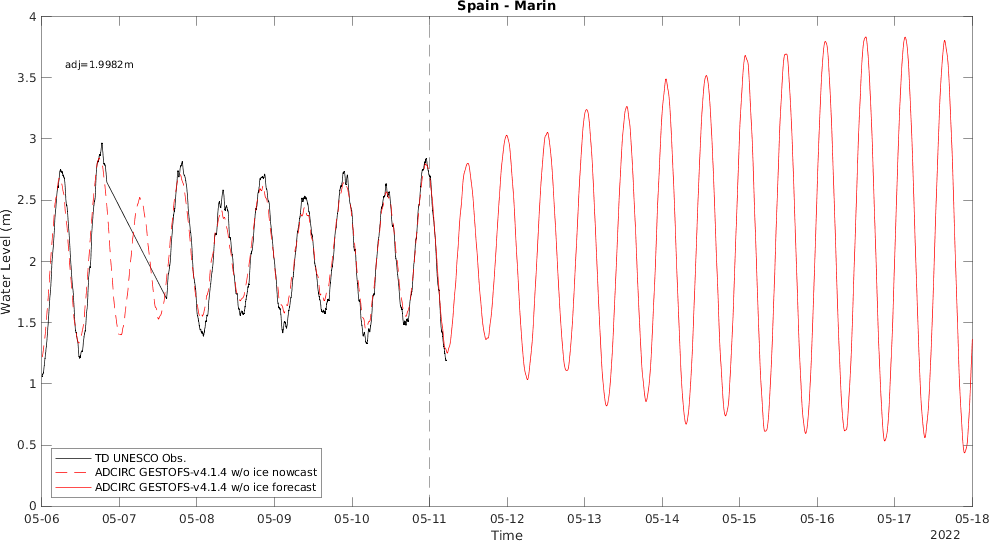 Spain - Marin
adj=1.9982m
Water Level (m)
4
3.5
3
2.5
2
1.5
1
0.5
0
TD UNESCO Obs.
ADCIRC GESTOFS-v4.1.4 w/o ice nowcast
ADCIRC GESTOFS-v4.1.4 w/o ice forecast
05-06 05-07 05-08 05-09 05-10 05-11 05-12 05-13 05-14 05-15 05-16 05-17 05-18
Time
2022